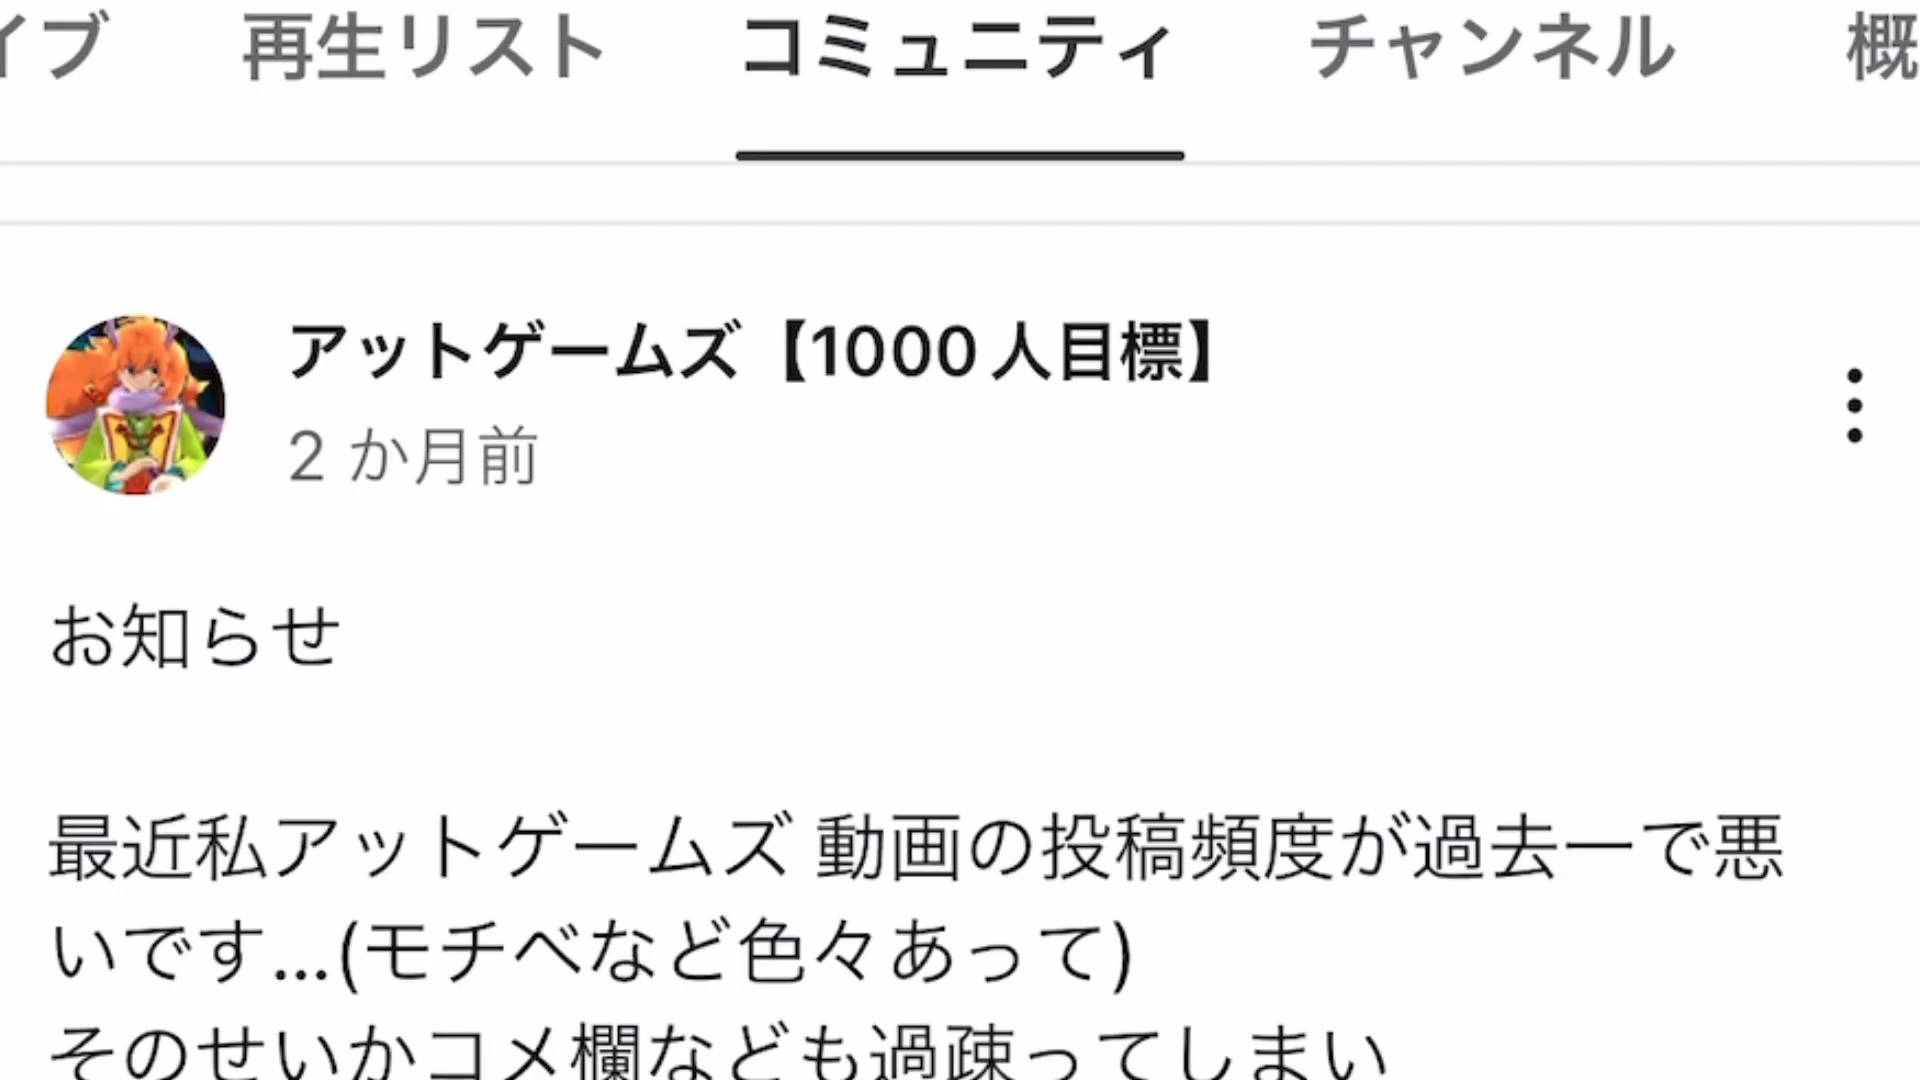 イブ 再生リスト コミュニティ チャンネル 概
アットゲームズ【1000人目標】
2 か月前
お知らせ
最近私アットゲームズ 動画の投稿頻度が過去一で悪
いです...(モチベなど色々あって)
そのせいかコメ欄なども過疎ってしまい